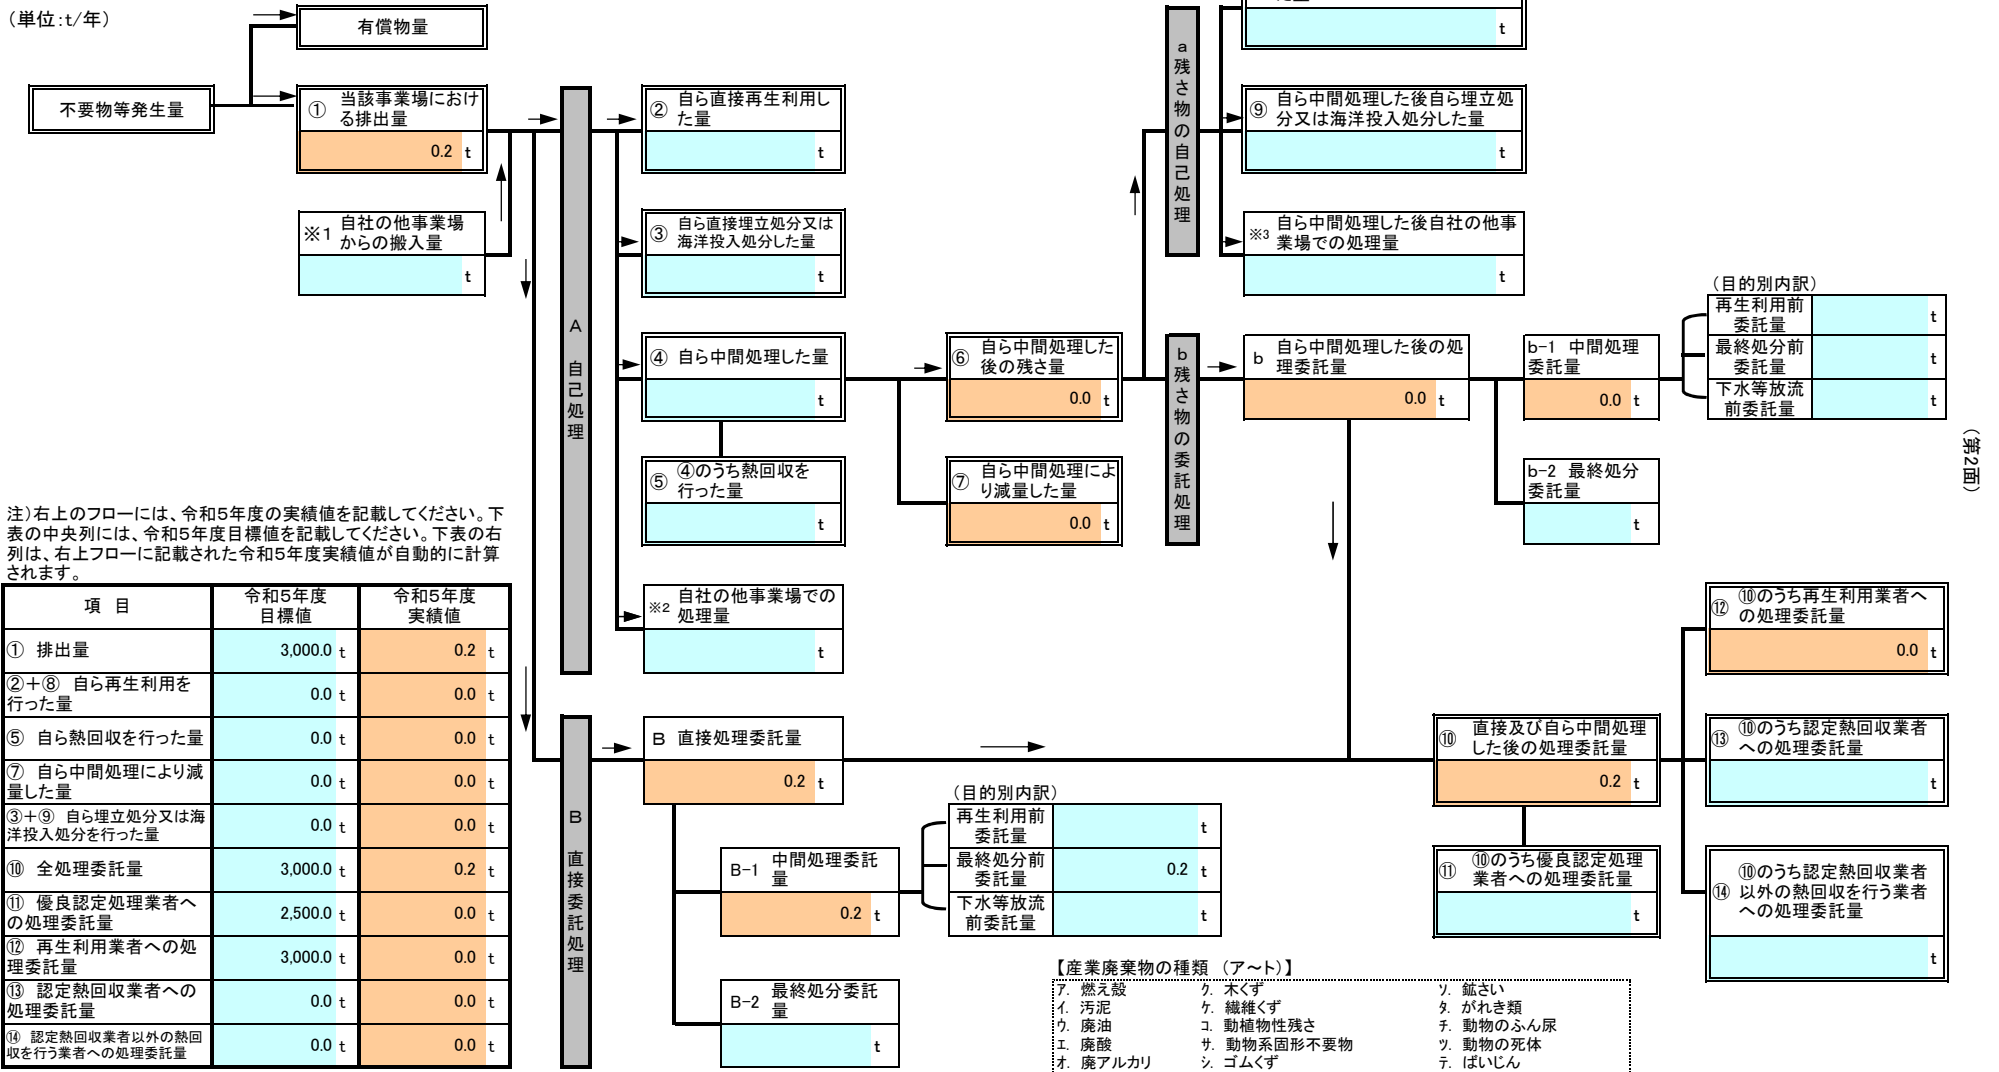 （単位：t/年）
有償物量
不要物等発生量
① 当該事業場におけ
る排出量
0.2 t
※1 自社の他事業場
からの搬入量
t
A 自己処理
② 自ら直接再生利用し
た量
t
③ 自ら直接埋立処分又は
海洋投入処分した量
t
④ 自ら中間処理した量
t
⑤ ④のうち熱回収を
行った量
t
※2 自社の他事業場での
処理量
t
⑥ 自ら中間処理した
後の残さ量
0.0 t
⑦ 自ら中間処理によ
り減量した量
0.0 t
a 残さ物の自己処理
t
⑨ 自ら中間処理した後自ら埋立処
分又は海洋投入処分した量
t
※3 自ら中間処理した後自社の他事
業場での処理量
t
b 残さ物の委託処理
b 自ら中間処理した後の処
理委託量
0.0 t
b-1 中間処理
委託量
0.0 t
（目的別内訳）
再生利用前
委託量
t
最終処分前
委託量
t
下水等放流
前委託量
t
b-2 最終処分
委託量
t
（第2面）
注）右上のフローには、令和5年度の実績値を記載してください。下
表の中央列には、令和5年度目標値を記載してください。下表の右
列は、右上フローに記載された令和5年度実績値が自動的に計算
されます。
項 目 令和5年度 目標値 令和5年度 実績値
① 排出量 3,000.0 t 0.2 t
②＋⑧ 自ら再生利用を
行った量 0.0 t 0.0 t
⑤ 自ら熱回収を行った量 0.0 t 0.0 t
⑦ 自ら中間処理により減
量した量 0.0 t 0.0 t
③＋⑨ 自ら埋立処分又は海
洋投入処分を行った量 0.0 t 0.0 t
⑩ 全処理委託量 3,000.0 t 0.2 t
⑪ 優良認定処理業者へ
の処理委託量 2,500.0 t 0.0 t
⑫ 再生利用業者への処
理委託量 3,000.0 t 0.0 t
⑬ 認定熱回収業者への
処理委託量 0.0 t 0.0 t
⑭ 認定熱回収業者以外の熱回
収を行う業者への処理委託量 0.0 t 0.0 t
B 直接委託処理
B 直接処理委託量
0.2 t
B-1 中間処理委託
量
0.2 t
（目的別内訳）
再生利用前
委託量
t
最終処分前
委託量
0.2 t
下水等放流
前委託量
t
B-2 最終処分委託
量
t
⑩ 直接及び自ら中間処理
した後の処理委託量
0.2 t
⑪ ⑩のうち優良認定処理
業者への処理委託量
t
⑫ ⑩のうち再生利用業者へ
の処理委託量
0.0 t
⑬ ⑩のうち認定熱回収業者
への処理委託量
t
⑭ ⑩のうち認定熱回収業者
以外の熱回収を行う業者
への処理委託量
t
【産業廃棄物の種類 （ア～ト）】
ア. 燃え殻 ク. 木くず ソ. 鉱さい
イ. 汚泥 ケ. 繊維くず タ. がれき類
ウ. 廃油 コ. 動植物性残さ チ. 動物のふん尿
エ. 廃酸 サ. 動物系固形不要物 ツ. 動物の死体
オ. 廃アルカリ シ. ゴムくず テ. ばいじん